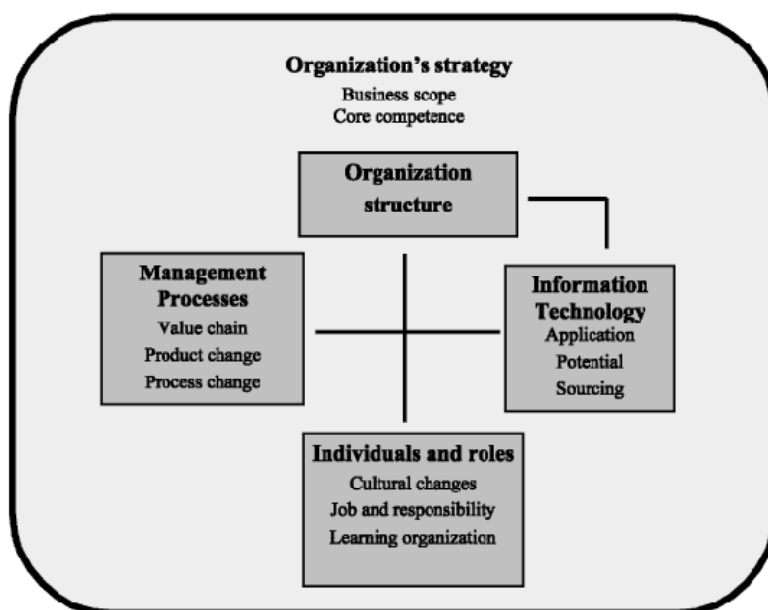 Organization's strategy
Business scope
Core competence
Organization
structure
Management
Processes
Value chain
Product change
Process change
Information
Technology
Application
Potential
Sourcing
Individuals and roles
Cultural changes
Job and responsibility
Learning organization